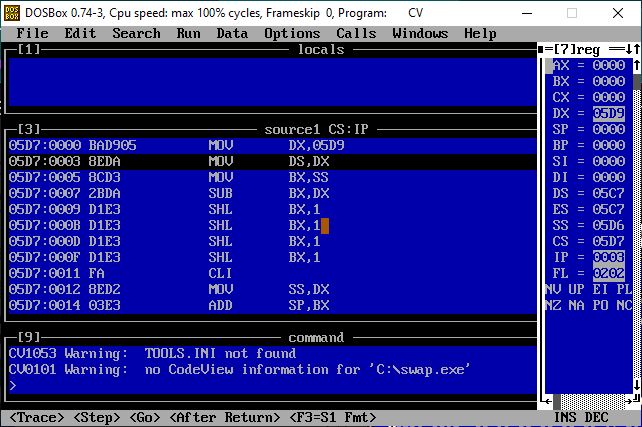 DOSBox 0.74-3, Cpu speed: max 100% cycles, Frameskip 0, Program: CV
File Edit Search Run Data Options Calls Windows Help
[1] locals
[3] source1 CS:IP
05D7:0000 BAD905 MOV DX,05D9
05D7:0003 8EDA MOV DS,DX
05D7:0005 8CD3 MOV BX,SS
05D7:0007 2BDA SUB BX,DX
05D7:0009 D1E3 SHL BX,1
05D7:000B D1E3 SHL BX,1
05D7:000D D1E3 SHL BX,1
05D7:000F D1E3 SHL BX,1
05D7:0011 FA CLI
05D7:0012 8ED2 MOV SS,DX
05D7:0014 03E3 ADD SP,BX
[9] command
CV1053 Warning: TOOLS.INI not found
CV0101 Warning: no CodeView information for 'C:\swap.exe'
>
[7]reg
AX = 0000
BX = 0000
CX = 0000
DX = 05D9
SP = 0000
BP = 0000
SI = 0000
DI = 0000
DS = 05C7
ES = 05C7
SS = 05D6
CS = 05D7
IP = 0003
FL = 0202
NV UP EI PL
NZ NA PO NC
<Trace> <Step> <Go> <After Return> <F3=S1 Fmt> INS DEC